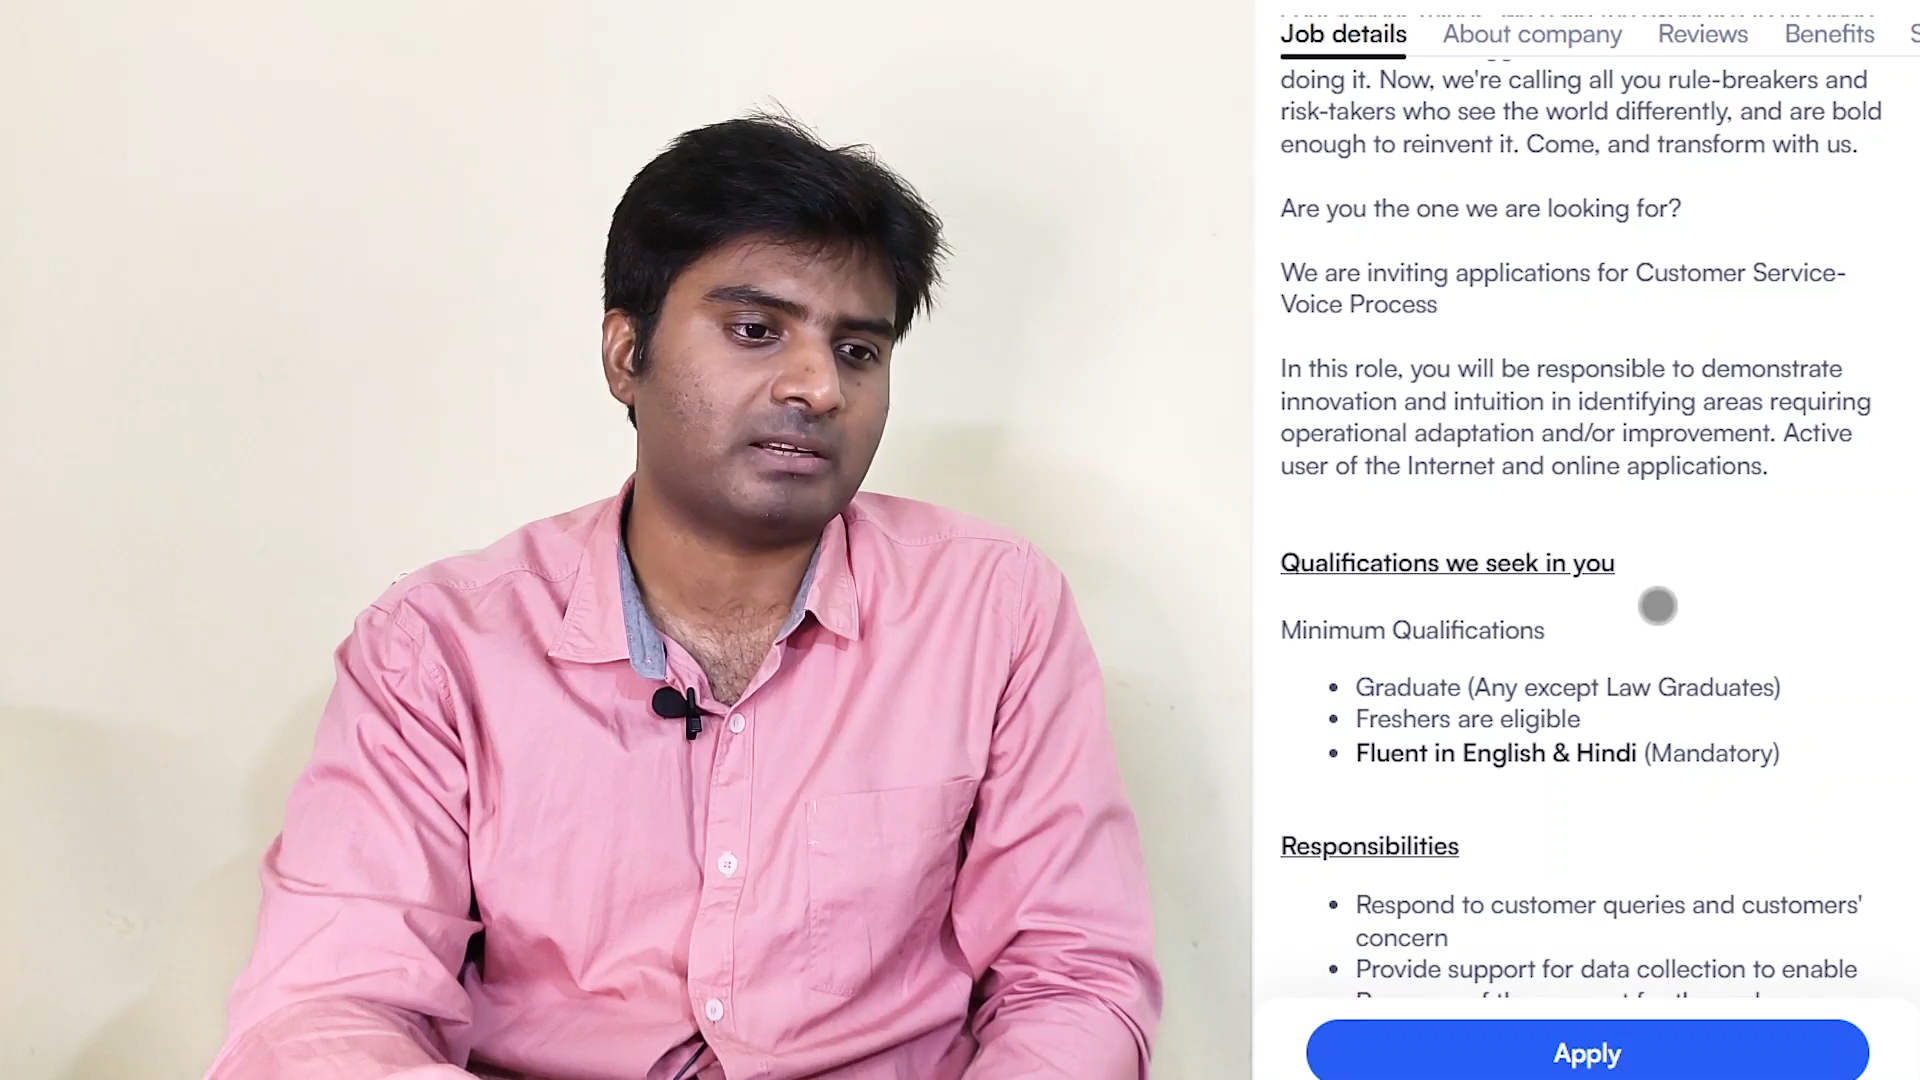 Job details About company Reviews Benefits S
doing it. Now, we're calling all you rule-breakers and
risk-takers who see the world differently, and are bold
enough to reinvent it. Come, and transform with us.
Are you the one we are looking for?
We are inviting applications for Customer Service-
Voice Process
In this role, you will be responsible to demonstrate
innovation and intuition in identifying areas requiring
operational adaptation and/or improvement. Active
user of the Internet and online applications.
Qualifications we seek in you
Minimum Qualifications
• Graduate (Any except Law Graduates)
• Freshers are eligible
• Fluent in English & Hindi (Mandatory)
Responsibilities
• Respond to customer queries and customers'
concern
• Provide support for data collection to enable
Apply